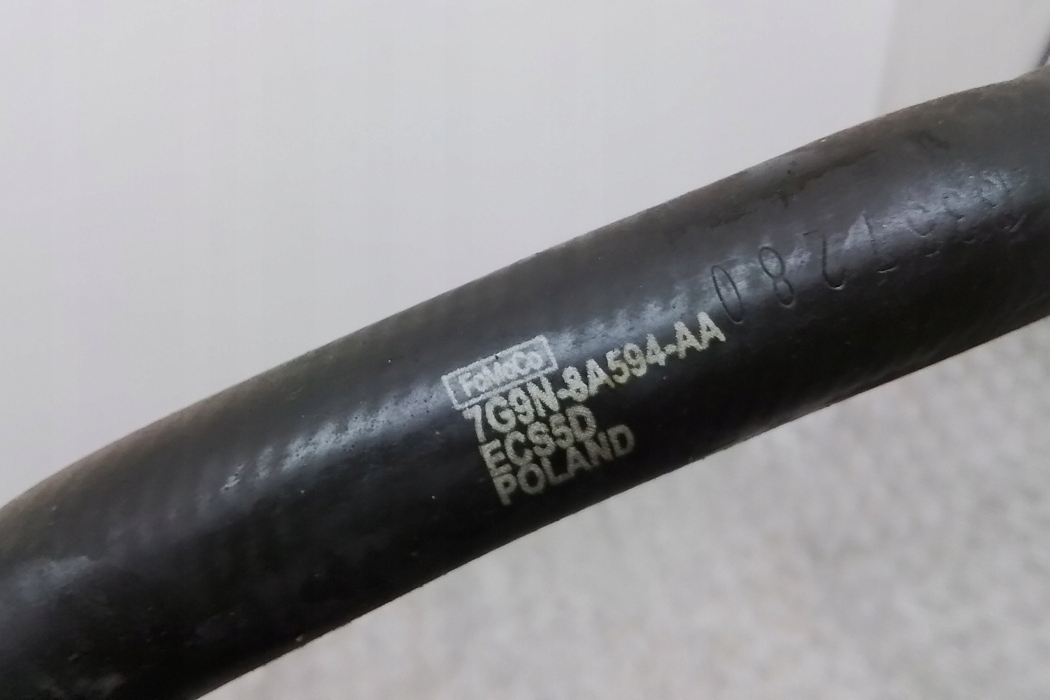 FoMoCo
7G9N-8A594-AA
ECS5D
POLAND